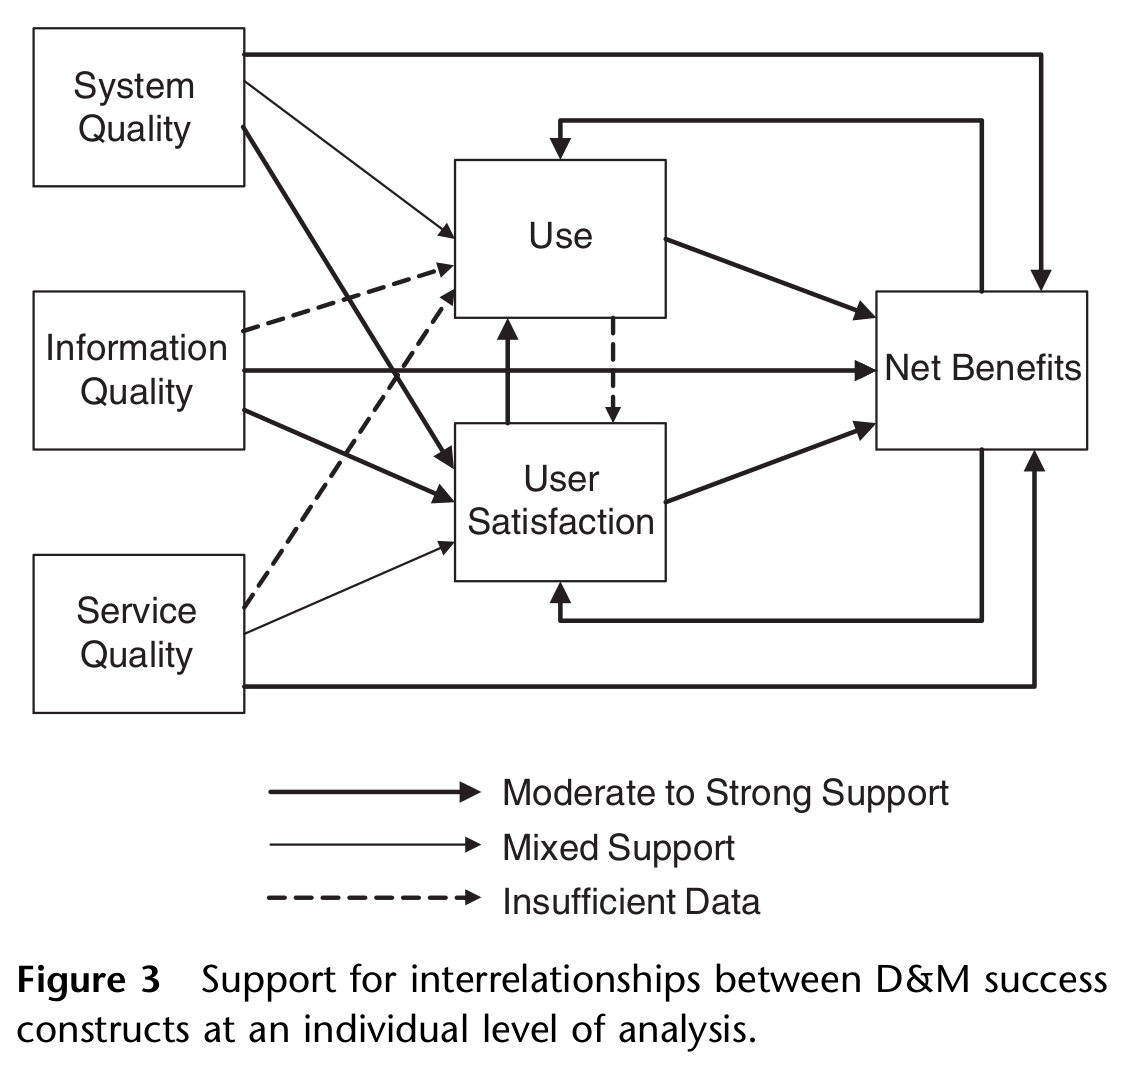 System
Quality
Use
Information
Quality
Net Benefits
User
Satisfaction
Service
Quality
Moderate to Strong Support
Mixed Support
Insufficient Data
Figure 3 Support for interrelationships between D&M success
constructs at an individual level of analysis.